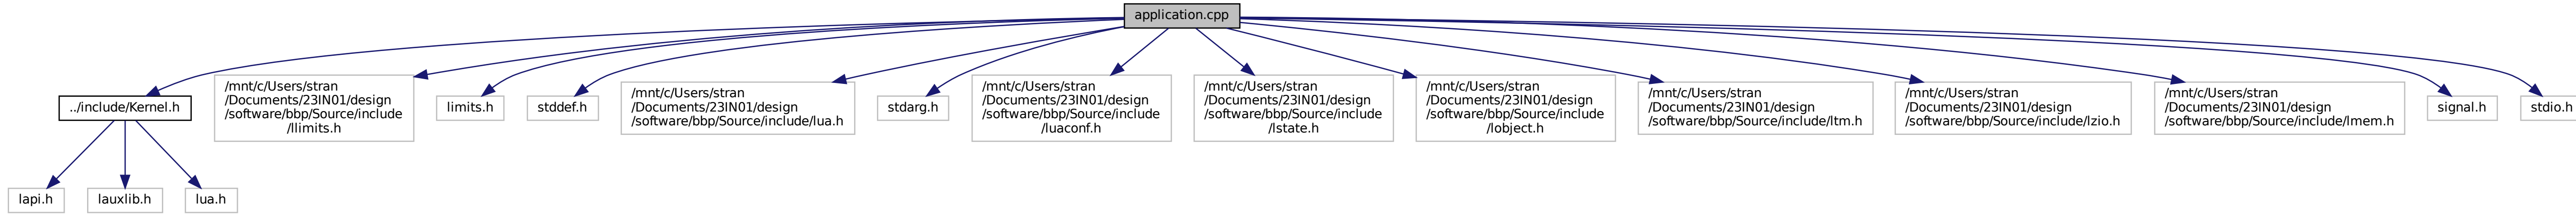 application.cpp
../include/Kernel.h
/mnt/c/Users/stran
/Documents/23IN01/design
/software/bbp/Source/include
/llimits.h
limits.h
stddef.h
/mnt/c/Users/stran
/Documents/23IN01/design
/software/bbp/Source/include/lua.h
stdarg.h
/mnt/c/Users/stran
/Documents/23IN01/design
/software/bbp/Source/include
/luaconf.h
/mnt/c/Users/stran
/Documents/23IN01/design
/software/bbp/Source/include
/lstate.h
/mnt/c/Users/stran
/Documents/23IN01/design
/software/bbp/Source/include
/lobject.h
/mnt/c/Users/stran
/Documents/23IN01/design
/software/bbp/Source/include/ltm.h
/mnt/c/Users/stran
/Documents/23IN01/design
/software/bbp/Source/include/lzio.h
/mnt/c/Users/stran
/Documents/23IN01/design
/software/bbp/Source/include/lmem.h
signal.h
stdio.h
lapi.h
lauxlib.h
lua.h